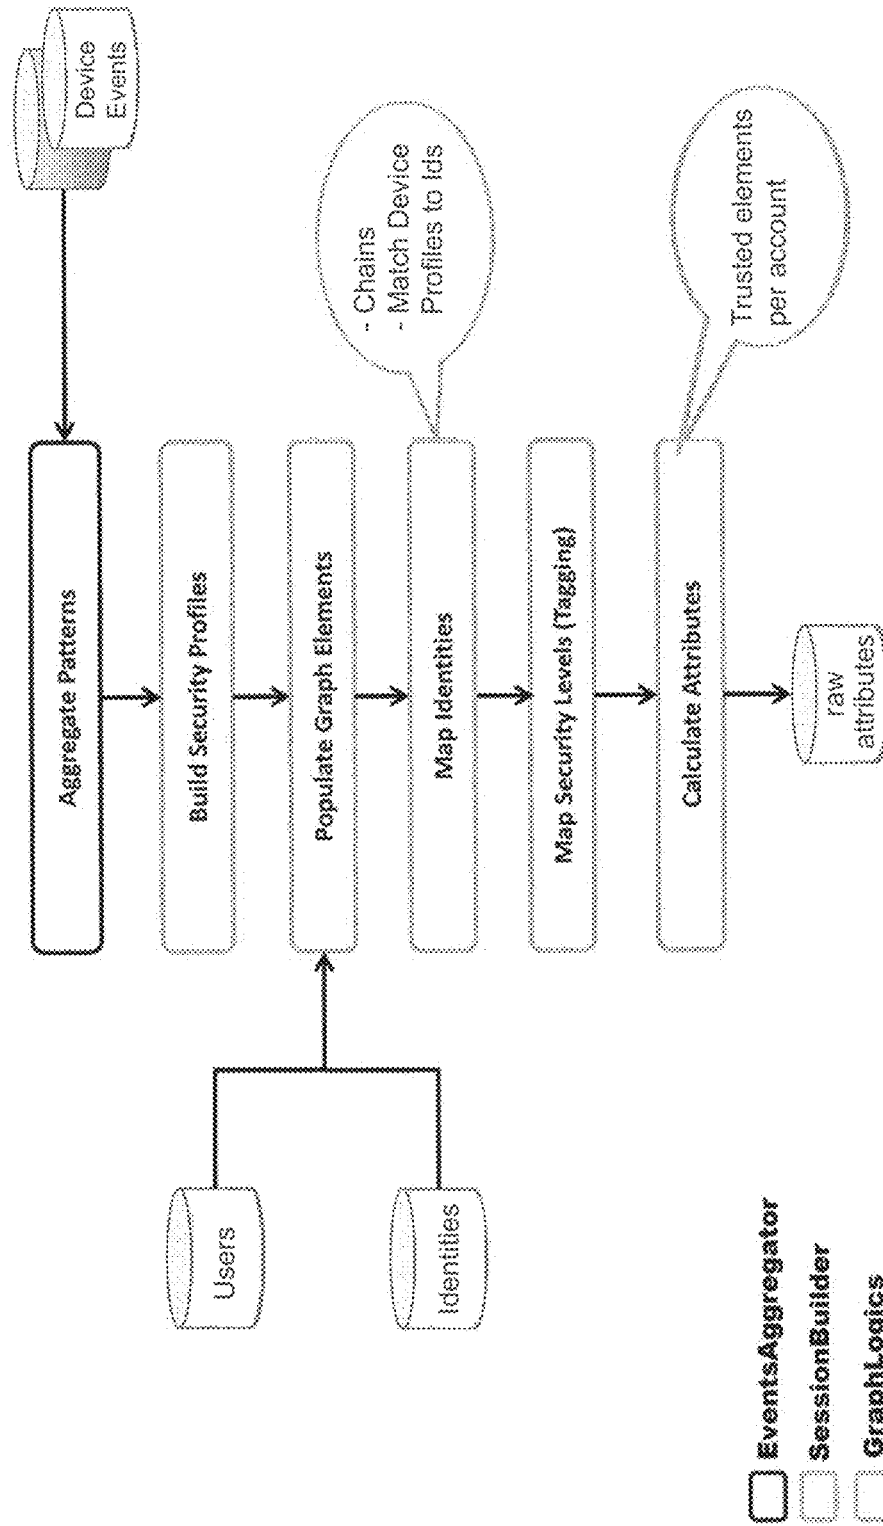 Device
Events
Aggregate Patterns
Build Security Profiles
Users
Populate Graph Elements
Identities
Map Identities
- Chains
- Match Device
Profiles to Ids
Map Security Levels (Tagging)
Calculate Attributes
Trusted elements
per account
raw
attributes
EventsAggregator
SessionBuilder
GraphLogics